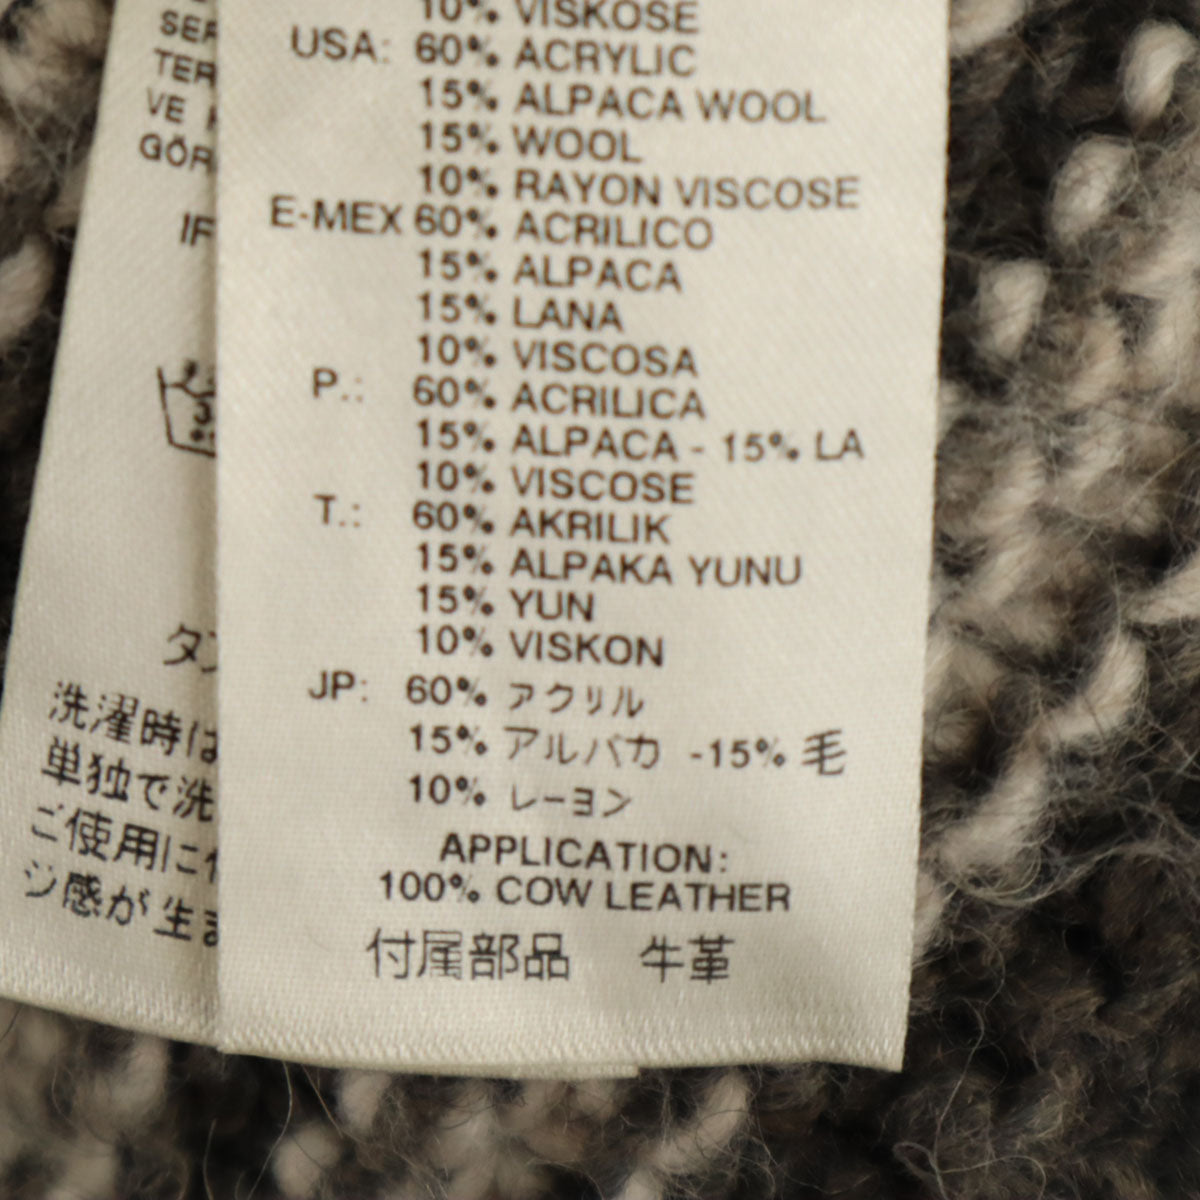 SER
TER
VE
GÖR
IF
洗濯時は
単独で洗
ご使用に
ジ感が生ま
10% VISKOSE
USA: 60% ACRYLIC
15% ALPACA WOOL
15% WOOL
10% RAYON VISCOSE
E-MEX 60% ACRILICO
15% ALPACA
15% LANA
10% VISCOSA
P.: 60% ACRILICA
15% ALPACA - 15% LA
10% VISCOSE
T.: 60% AKRILIK
15% ALPAKA YUNU
15% YUN
10% VISKON
JP: 60% アクリル
15% アルパカ -15% 毛
10% レーヨン
APPLICATION:
100% COW LEATHER
付属部品 牛革